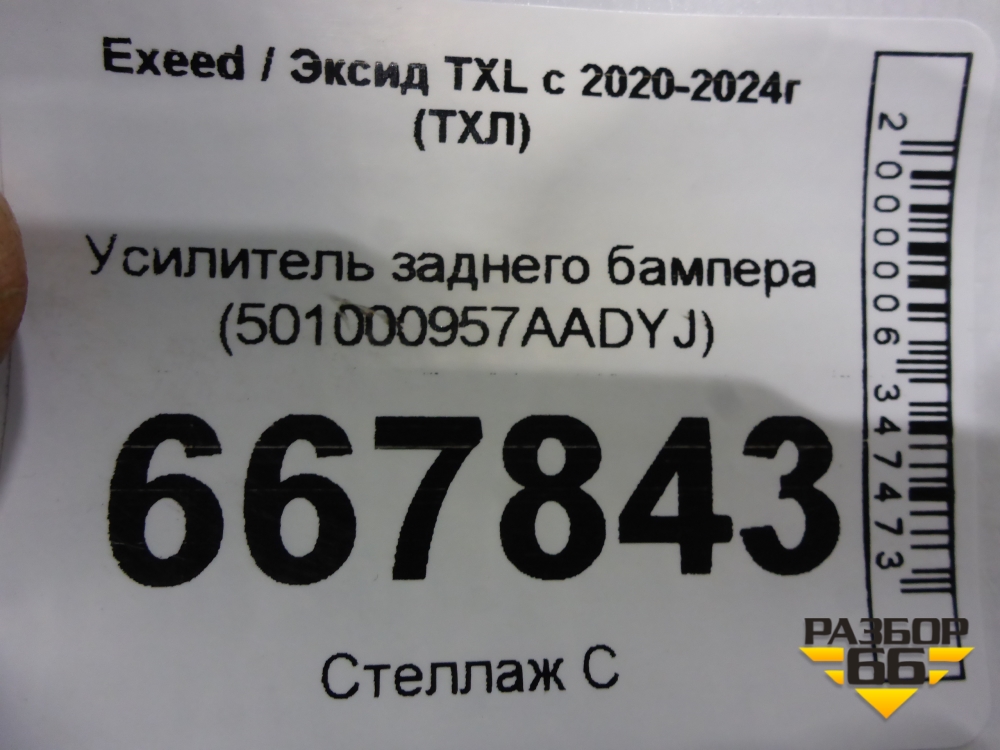 Exeed / Эксид TXL с 2020-2024г
(ТХЛ)
Усилитель заднего бампера
(501000957AADYJ)
667843
Стеллаж С
2000006347473
РАЗБОР
66